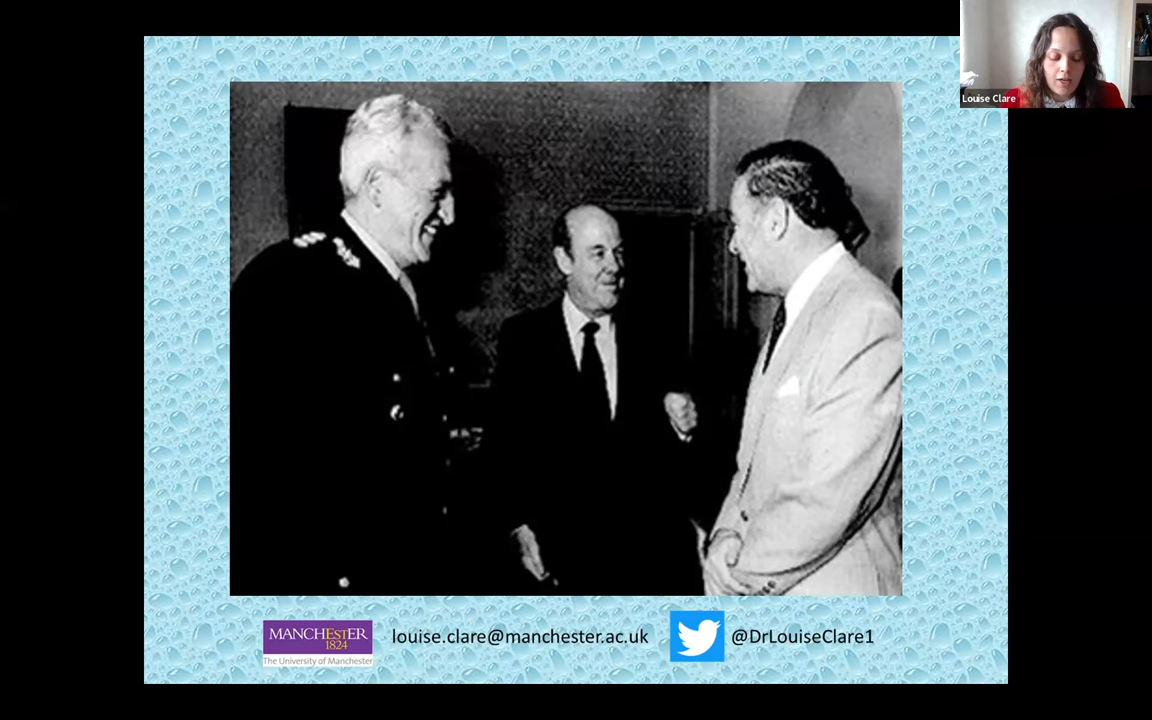 Louise Clare
MANCHEstER
1824
The University of Manchester
louise.clare@manchester.ac.uk
@DrLouiseClare1